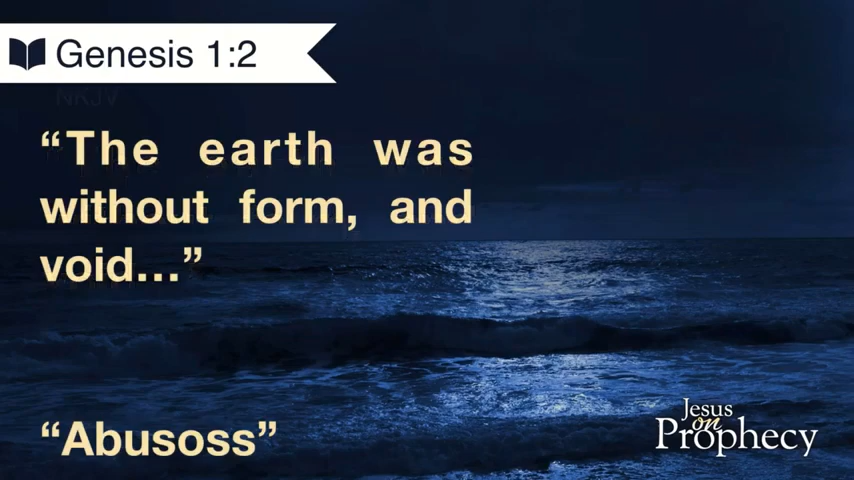 Genesis 1:2
NKJV
“The earth was
without form, and
void...”
“Abusoss”
Jesus
on
Prophecy